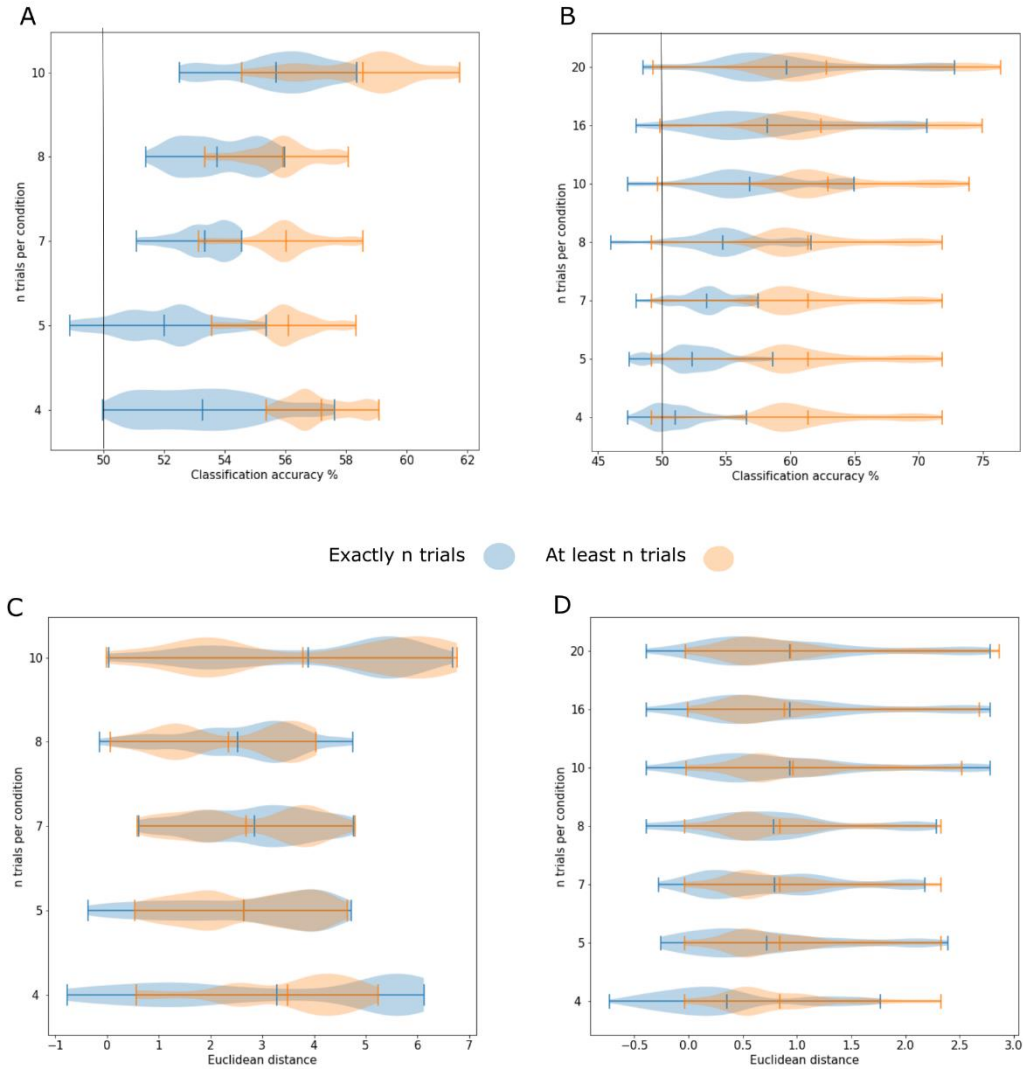 A
10
8
7
5
4
n trials per condition
50 52 54 56 58 60 62
Classification accuracy %
B
20
16
10
8
7
5
4
n trials per condition
45 50 55 60 65 70 75
Classification accuracy %
Exactly n trials At least n trials
C
10
8
7
5
4
n trials per condition
−1 0 1 2 3 4 5 6 7
Euclidean distance
D
20
16
10
8
7
5
4
n trials per condition
−0.5 0.0 0.5 1.0 1.5 2.0 2.5 3.0
Euclidean distance